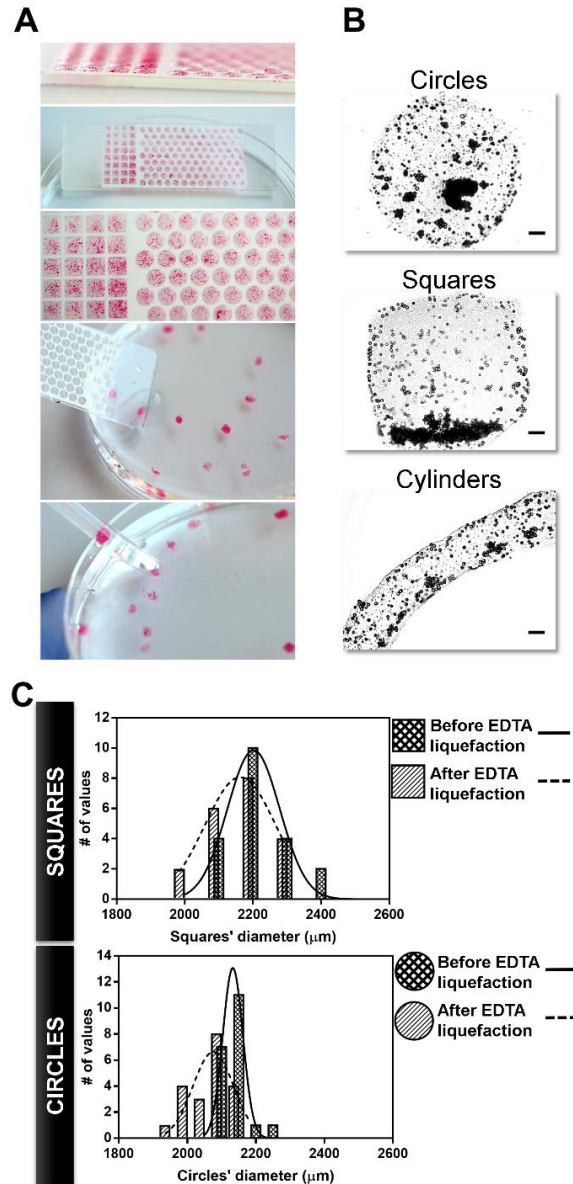 A
B
Circles
Squares
Cylinders
C
SQUARES
# of values
12
10
8
6
4
2
0
1800
2000
2200
2400
2600
Squares' diameter (μm)
Before EDTA
liquefaction
After EDTA
liquefaction
CIRCLES
# of values
14
12
10
8
6
4
2
0
1800
2000
2200
2400
2600
Circles' diameter (μm)
Before EDTA
liquefaction
After EDTA
liquefaction